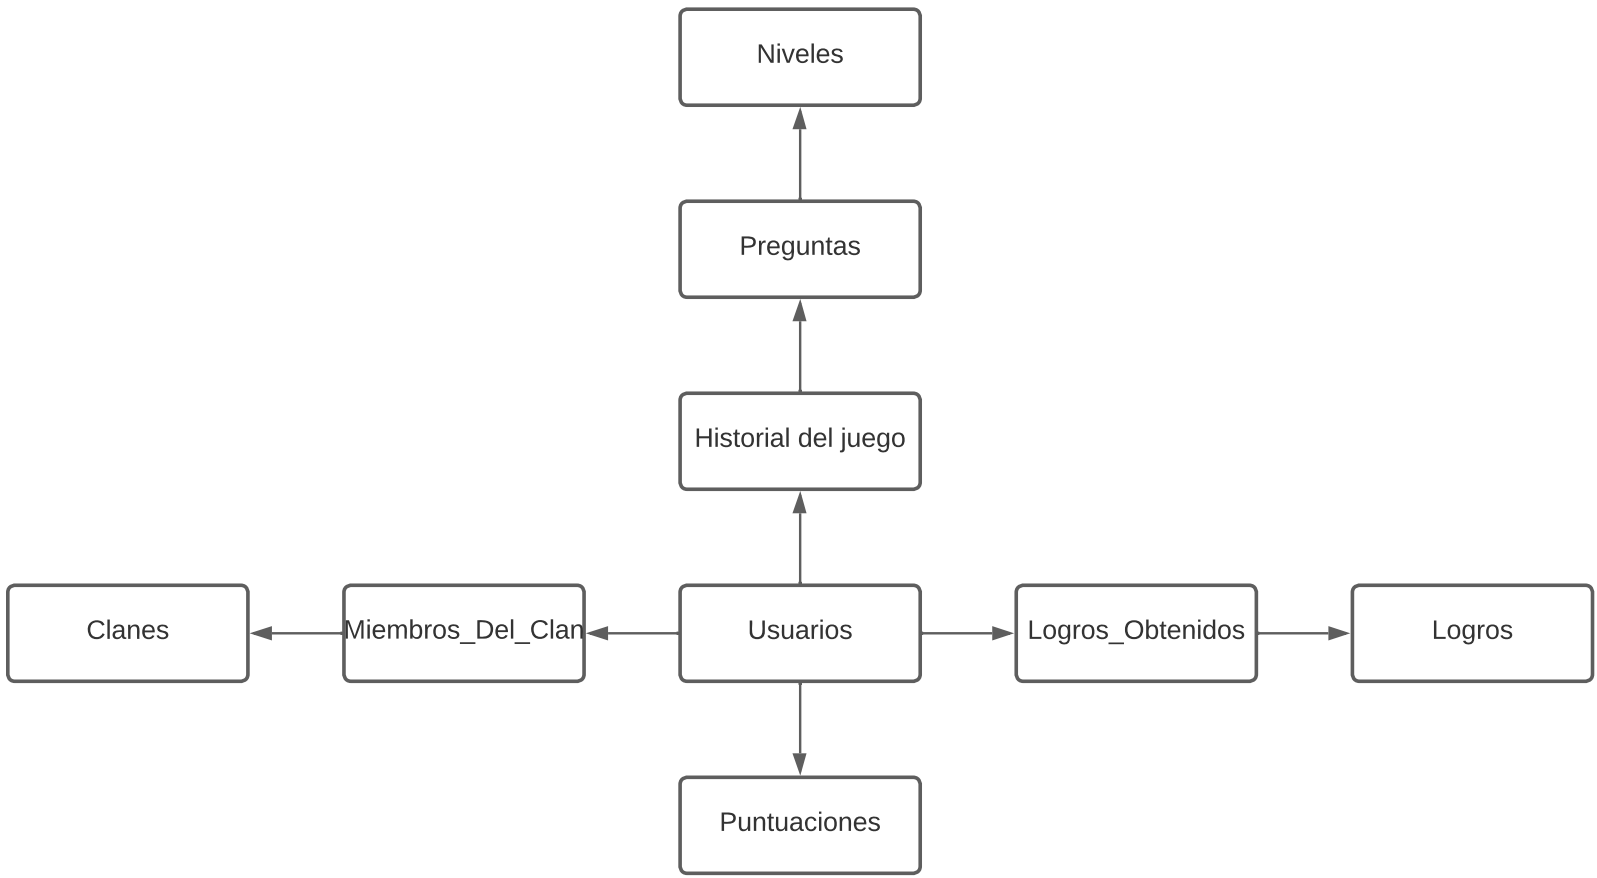 Niveles
Preguntas
Historial del juego
Clanes
Miembros_Del_Clan
Usuarios
Logros_Obtenidos
Logros
Puntuaciones